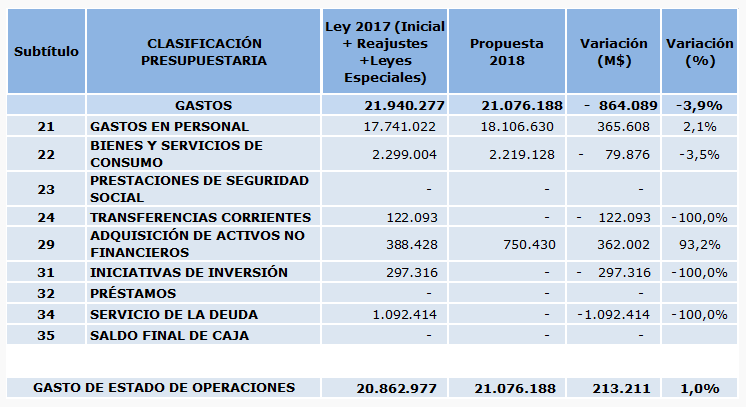 Subtítulo CLASIFICACIÓN PRESUPUESTARIA Ley 2017 (Inicial + Reajustes +Leyes Especiales) Propuesta 2018 Variación (M$) Variación (%)
GASTOS 21.940.277 21.076.188 - 864.089 -3,9%
21 GASTOS EN PERSONAL 17.741.022 18.106.630 365.608 2,1%
22 BIENES Y SERVICIOS DE CONSUMO 2.299.004 2.219.128 - 79.876 -3,5%
23 PRESTACIONES DE SEGURIDAD SOCIAL - - -
24 TRANSFERENCIAS CORRIENTES 122.093 - - 122.093 -100,0%
29 ADQUISICIÓN DE ACTIVOS NO FINANCIEROS 388.428 750.430 362.002 93,2%
31 INICIATIVAS DE INVERSIÓN 297.316 - - 297.316 -100,0%
32 PRÉSTAMOS - - -
34 SERVICIO DE LA DEUDA 1.092.414 - -1.092.414 -100,0%
35 SALDO FINAL DE CAJA - - -
GASTO DE ESTADO DE OPERACIONES 20.862.977 21.076.188 213.211 1,0%